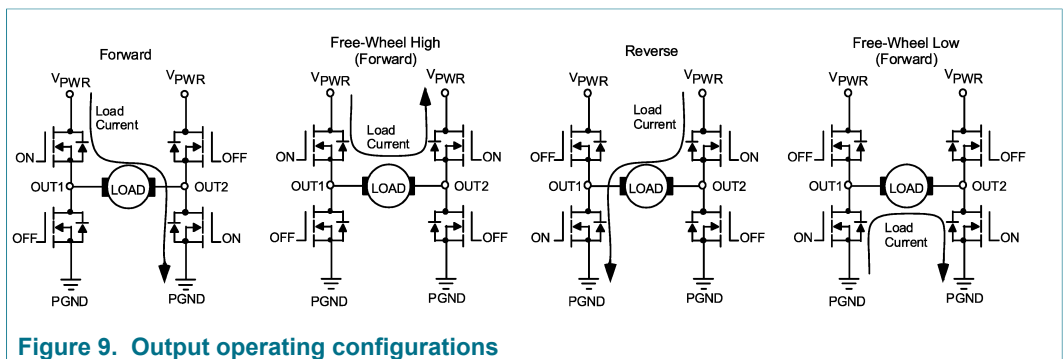 Forward
VPWR
VPWR
Load
Current
ON
OFF
OUT1
LOAD
OUT2
OFF
ON
PGND
PGND
Free-Wheel High
(Forward)
VPWR
VPWR
Load
Current
ON
ON
OUT1
LOAD
OUT2
OFF
OFF
PGND
PGND
Reverse
VPWR
VPWR
Load
Current
OFF
ON
OUT1
LOAD
OUT2
ON
OFF
PGND
PGND
Free-Wheel Low
(Forward)
VPWR
VPWR
OFF
OFF
OUT1
LOAD
OUT2
ON
Load
Current
ON
PGND
PGND
Figure 9. Output operating configurations